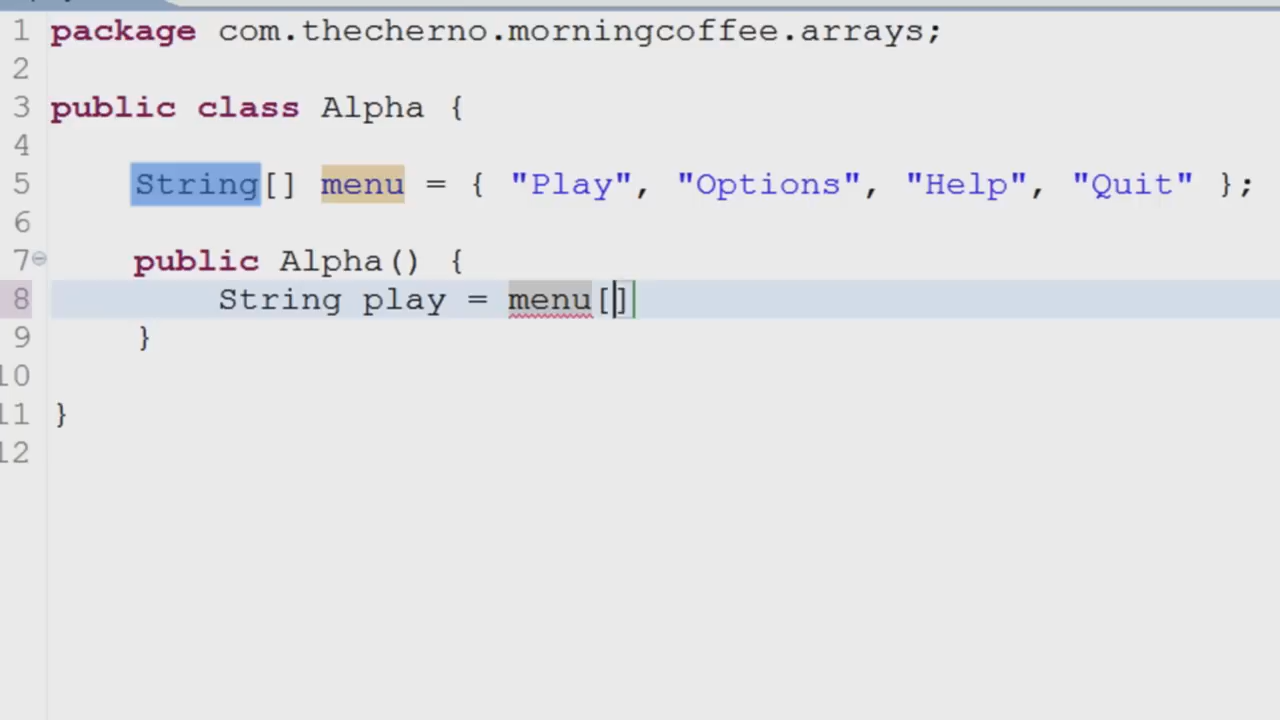 1 package com.thecherno.morningcoffee.arrays;
2
3 public class Alpha {
4
5 String[] menu = { "Play", "Options", "Help", "Quit" };
6
7 public Alpha() {
8 String play = menu[]
9 }
10
11 }
12